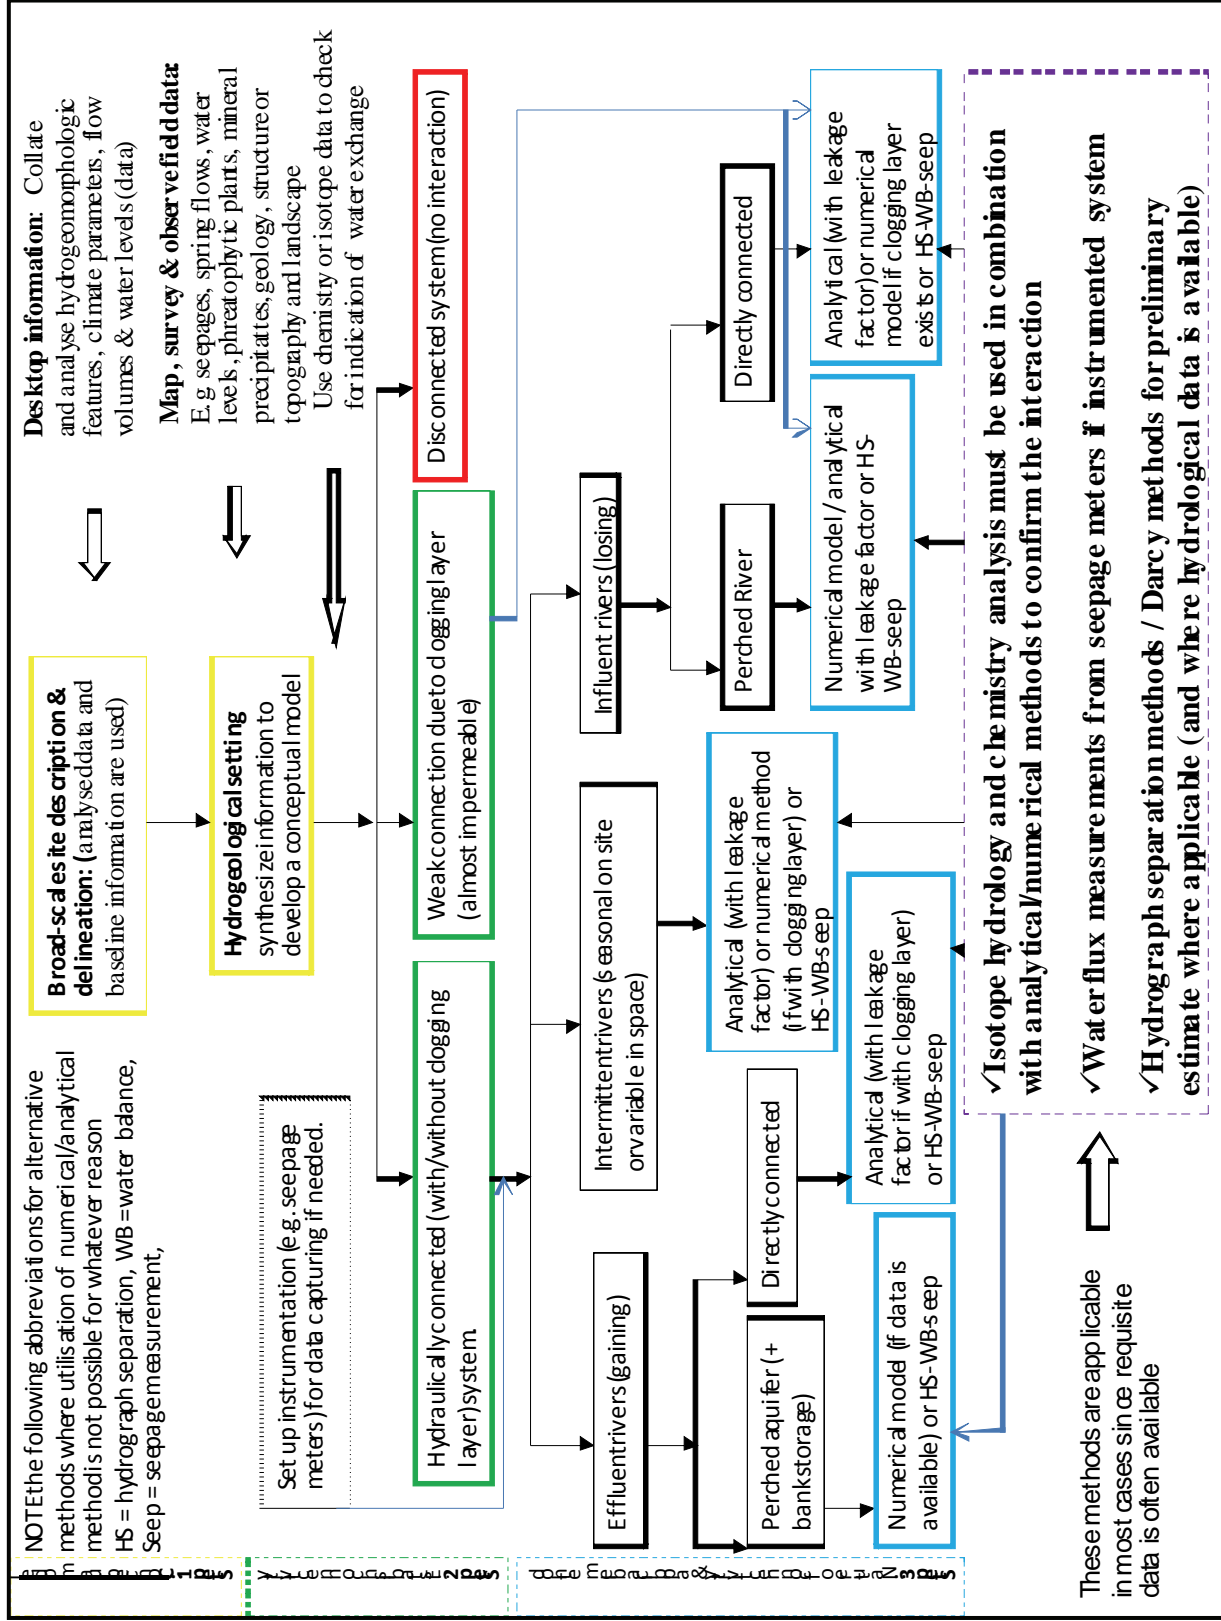 NOTE the following abbreviations for alternative
methods where utilisation of numerical/analytical
method is not possible for whatever reason
HS = hydrograph separation, WB = water balance,
Seep = seepage measurement,
Broad-scale site description &
delineation: (analysed data and
baseline information are used)
Desktop information: Collate
and analyse hydrogeomorphologic
features, climate parameters, flow
volumes & water levels (data)
Map, survey & observe field data:
E.g seepages, spring flows, water
levels, phreatophytic plants, mineral
precipitattes, geology, structure or
topography and landscape
Use chemistry or isotope data to check
for indication of water exchange
Hydrogeological setting
synthesize information to
develop a conceptual model
Set up instrumentation (e.g. seepage
meters) for data capturing if needed.
Hydraulically connected (with/without clogging
layer) system.
Weak connection due to clogging layer
(almost impermeable)
Disconnected system (no interaction)
Effluent rivers (gaining)
Intermittent rivers (seasonal on site
or variable in space)
Influent rivers (losing)
Perched aquifer (+
bank storage)
Directly connected
Perched River
Directly connected
Numerical model (if data is
available) or HS-WB-seep
Analytical (with leakage
factor if with clogging layer)
or HS-WB-seep
Analytical (with leakage
factor) or numerical method
(if with clogging layer) or
HS- WB-seep
Numerical model / analytical
with leakage factor or HS-
WB-seep
Analytical (with leakage
factor) or numerical
model if clogging layer
exists or HS-WB-seep
These methods are applicable
in most cases since requisite
data is often available
✓Isotope hydrology and chemistry analysis must be used in combination
with analytical/numerical methods to confirm the interaction
✓Water flux measurements from seepage meters if instrumented system
✓Hydrograph separation methods / Darcy methods for preliminary
estimate where applicable (and where hydrological data is available)